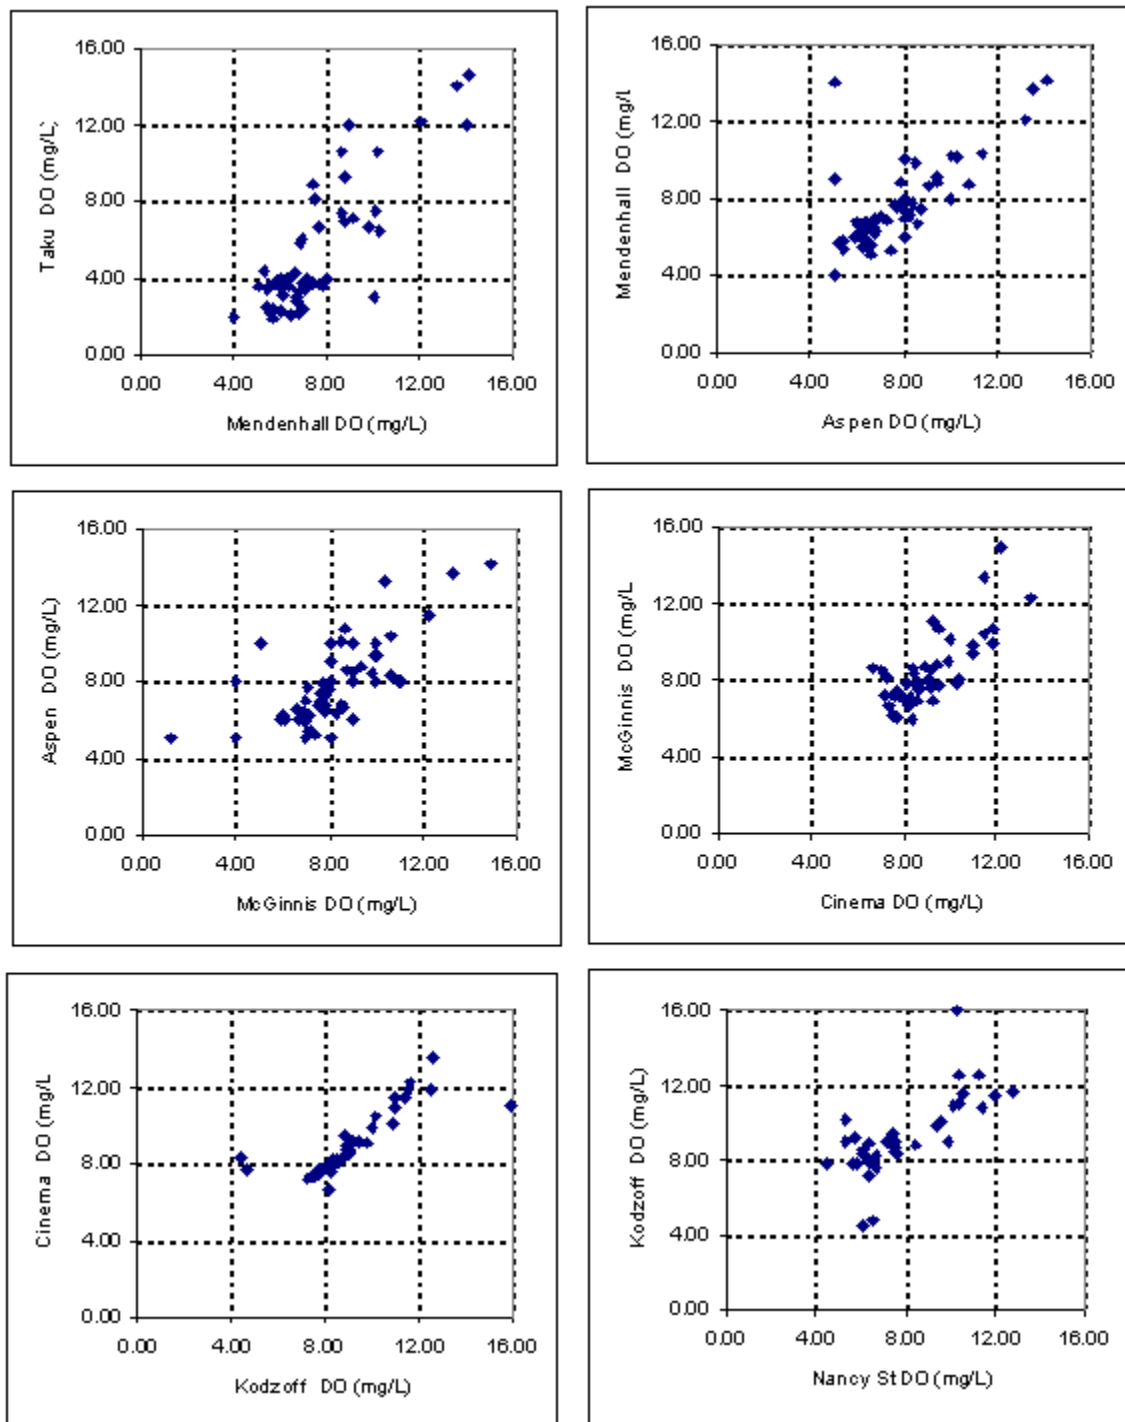 16.00
12.00
8.00
4.00
0.00
0.00 4.00 8.00 12.00 16.00
Taku DO (mg/L)
Mendenhall DO (mg/L)
16.00
12.00
8.00
4.00
0.00
0.00 4.00 8.00 12.00 16.00
Mendenhall DO (mg/L
Aspen DO (mg/L)
16.00
12.00
8.00
4.00
0.00
0.00 4.00 8.00 12.00 16.00
Aspen DO (mg/L)
McGinnis DO (mg/L)
16.00
12.00
8.00
4.00
0.00
0.00 4.00 8.00 12.00 16.00
McGinnis DO (mg/L
Cinema DO (mg/L)
16.00
12.00
8.00
4.00
0.00
0.00 4.00 8.00 12.00 16.00
Cinema DO (mg/L
Kodzoff DO (mg/L)
16.00
12.00
8.00
4.00
0.00
0.00 4.00 8.00 12.00 16.00
Kodzoff DO (mg/L)
Nancy St DO (mg/L)